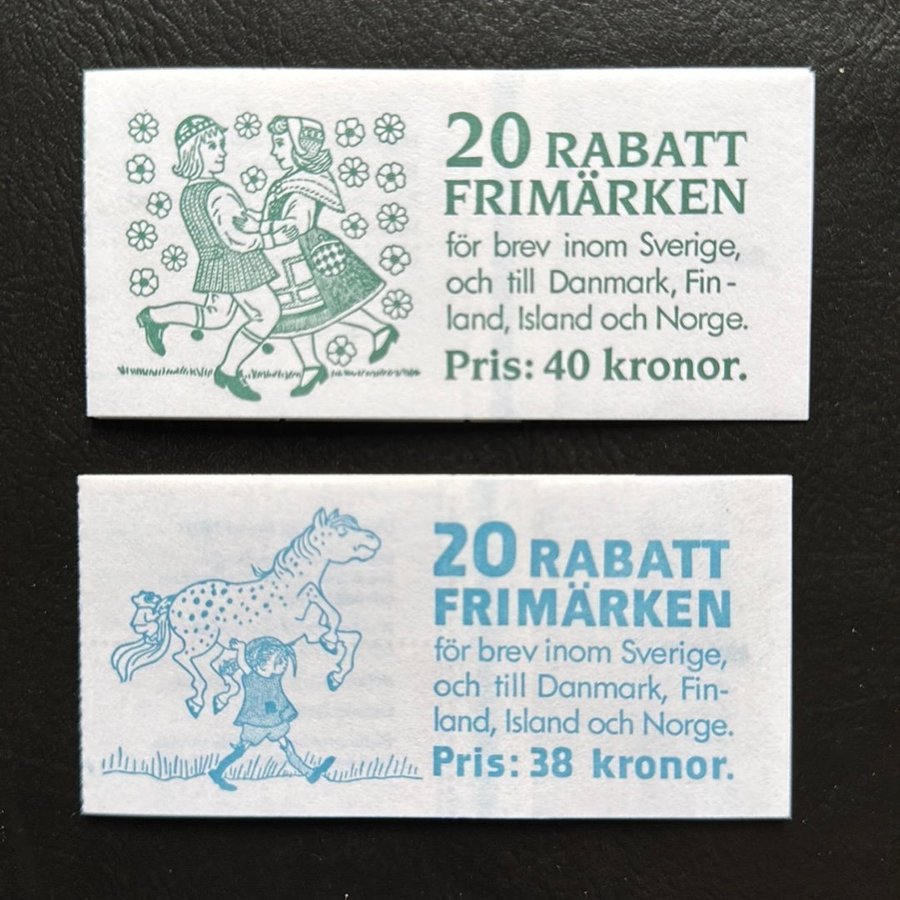 20 RABATT
FRIMÄRKEN
för brev inom Sverige,
och till Danmark, Fin-
land, Island och Norge.
Pris: 40 kronor.
20 RABATT
FRIMÄRKEN
för brev inom Sverige,
och till Danmark, Fin-
land, Island och Norge.
Pris: 38 kronor.